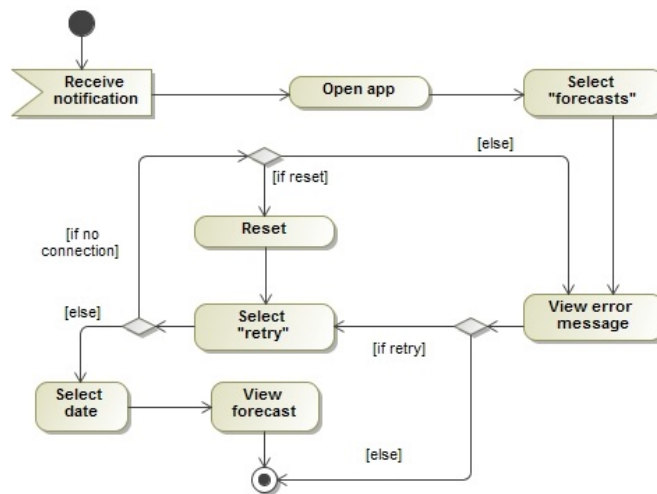 Receive
notification
Open app
Select
"forecasts"
[else]
[if reset]
Reset
[if no
connection]
[else]
Select
"retry"
[if retry]
View error
message
Select
date
View
forecast
[else]